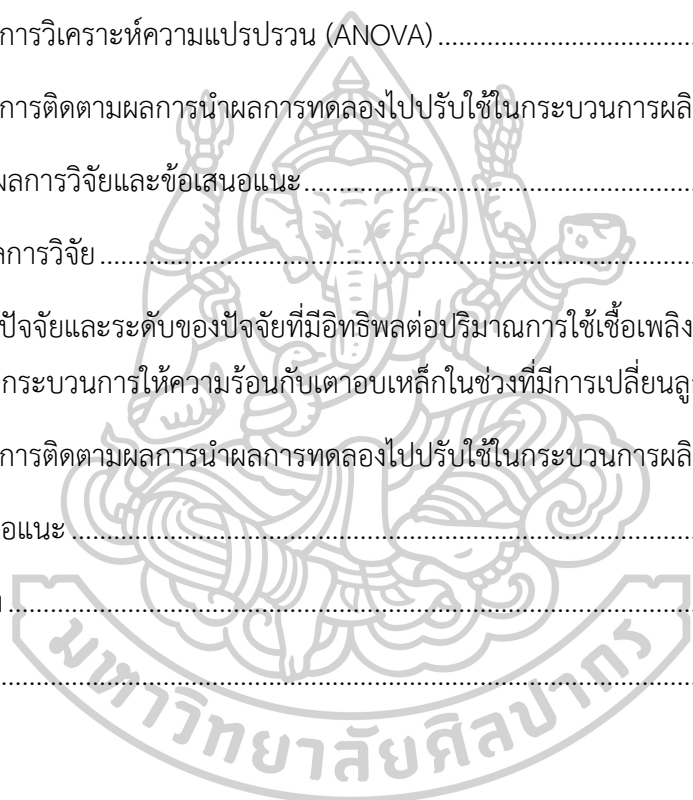 การวิเคราะห์ความแปรปรวน (ANOVA)....................................
การติดตามผลการนำผลการทดลองไปปรับใช้ในกระบวนการผลิ
ผลการวิจัยและข้อเสนอแนะ....................................................
ลการวิจัย....................................................................................
ปัจจัยและระดับของปัจจัยที่มีอิทธิพลต่อปริมาณการใช้เชื้อเพลิง
กระบวนการให้ความร้อนกับเตาอบเหล็กในช่วงที่มีการเปลี่ยนลู
การติดตามผลการนำผลการทดลองไปปรับใช้ในกระบวนการผลิ
อแนะ........................................................................................
....................................................................................................
....................................................................................................
มหาวิทยาลัยศิลปากร